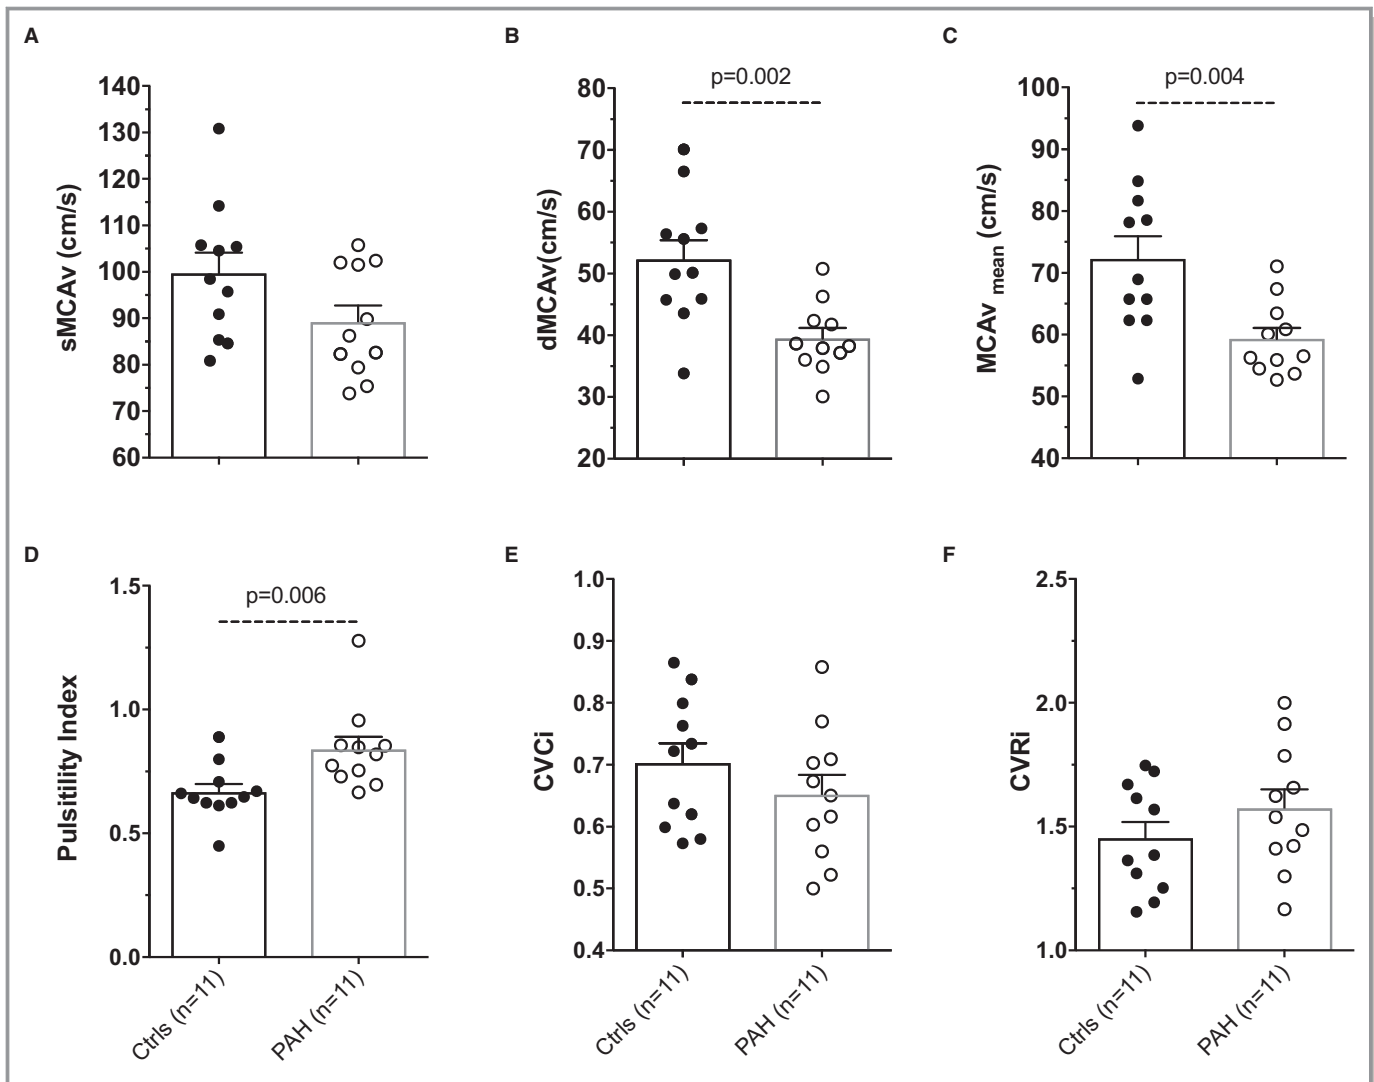 A
sMCAv (cm/s)
140
130
120
110
100
90
80
70
60
B
dMCAv(cm/s)
p=0.002
80
70
60
50
40
30
20
C
MCAv mean (cm/s)
p=0.004
100
90
80
70
60
50
40
D
Pulsitility Index
p=0.006
1.5
1.0
0.5
0.0
Ctrls (n=11)
PAH (n=11)
E
CVCi
1.0
0.9
0.8
0.7
0.6
0.5
0.4
Ctrls (n=11)
PAH (n=11)
F
CVRi
2.5
2.0
1.5
1.0
Ctrls (n=11)
PAH (n=11)